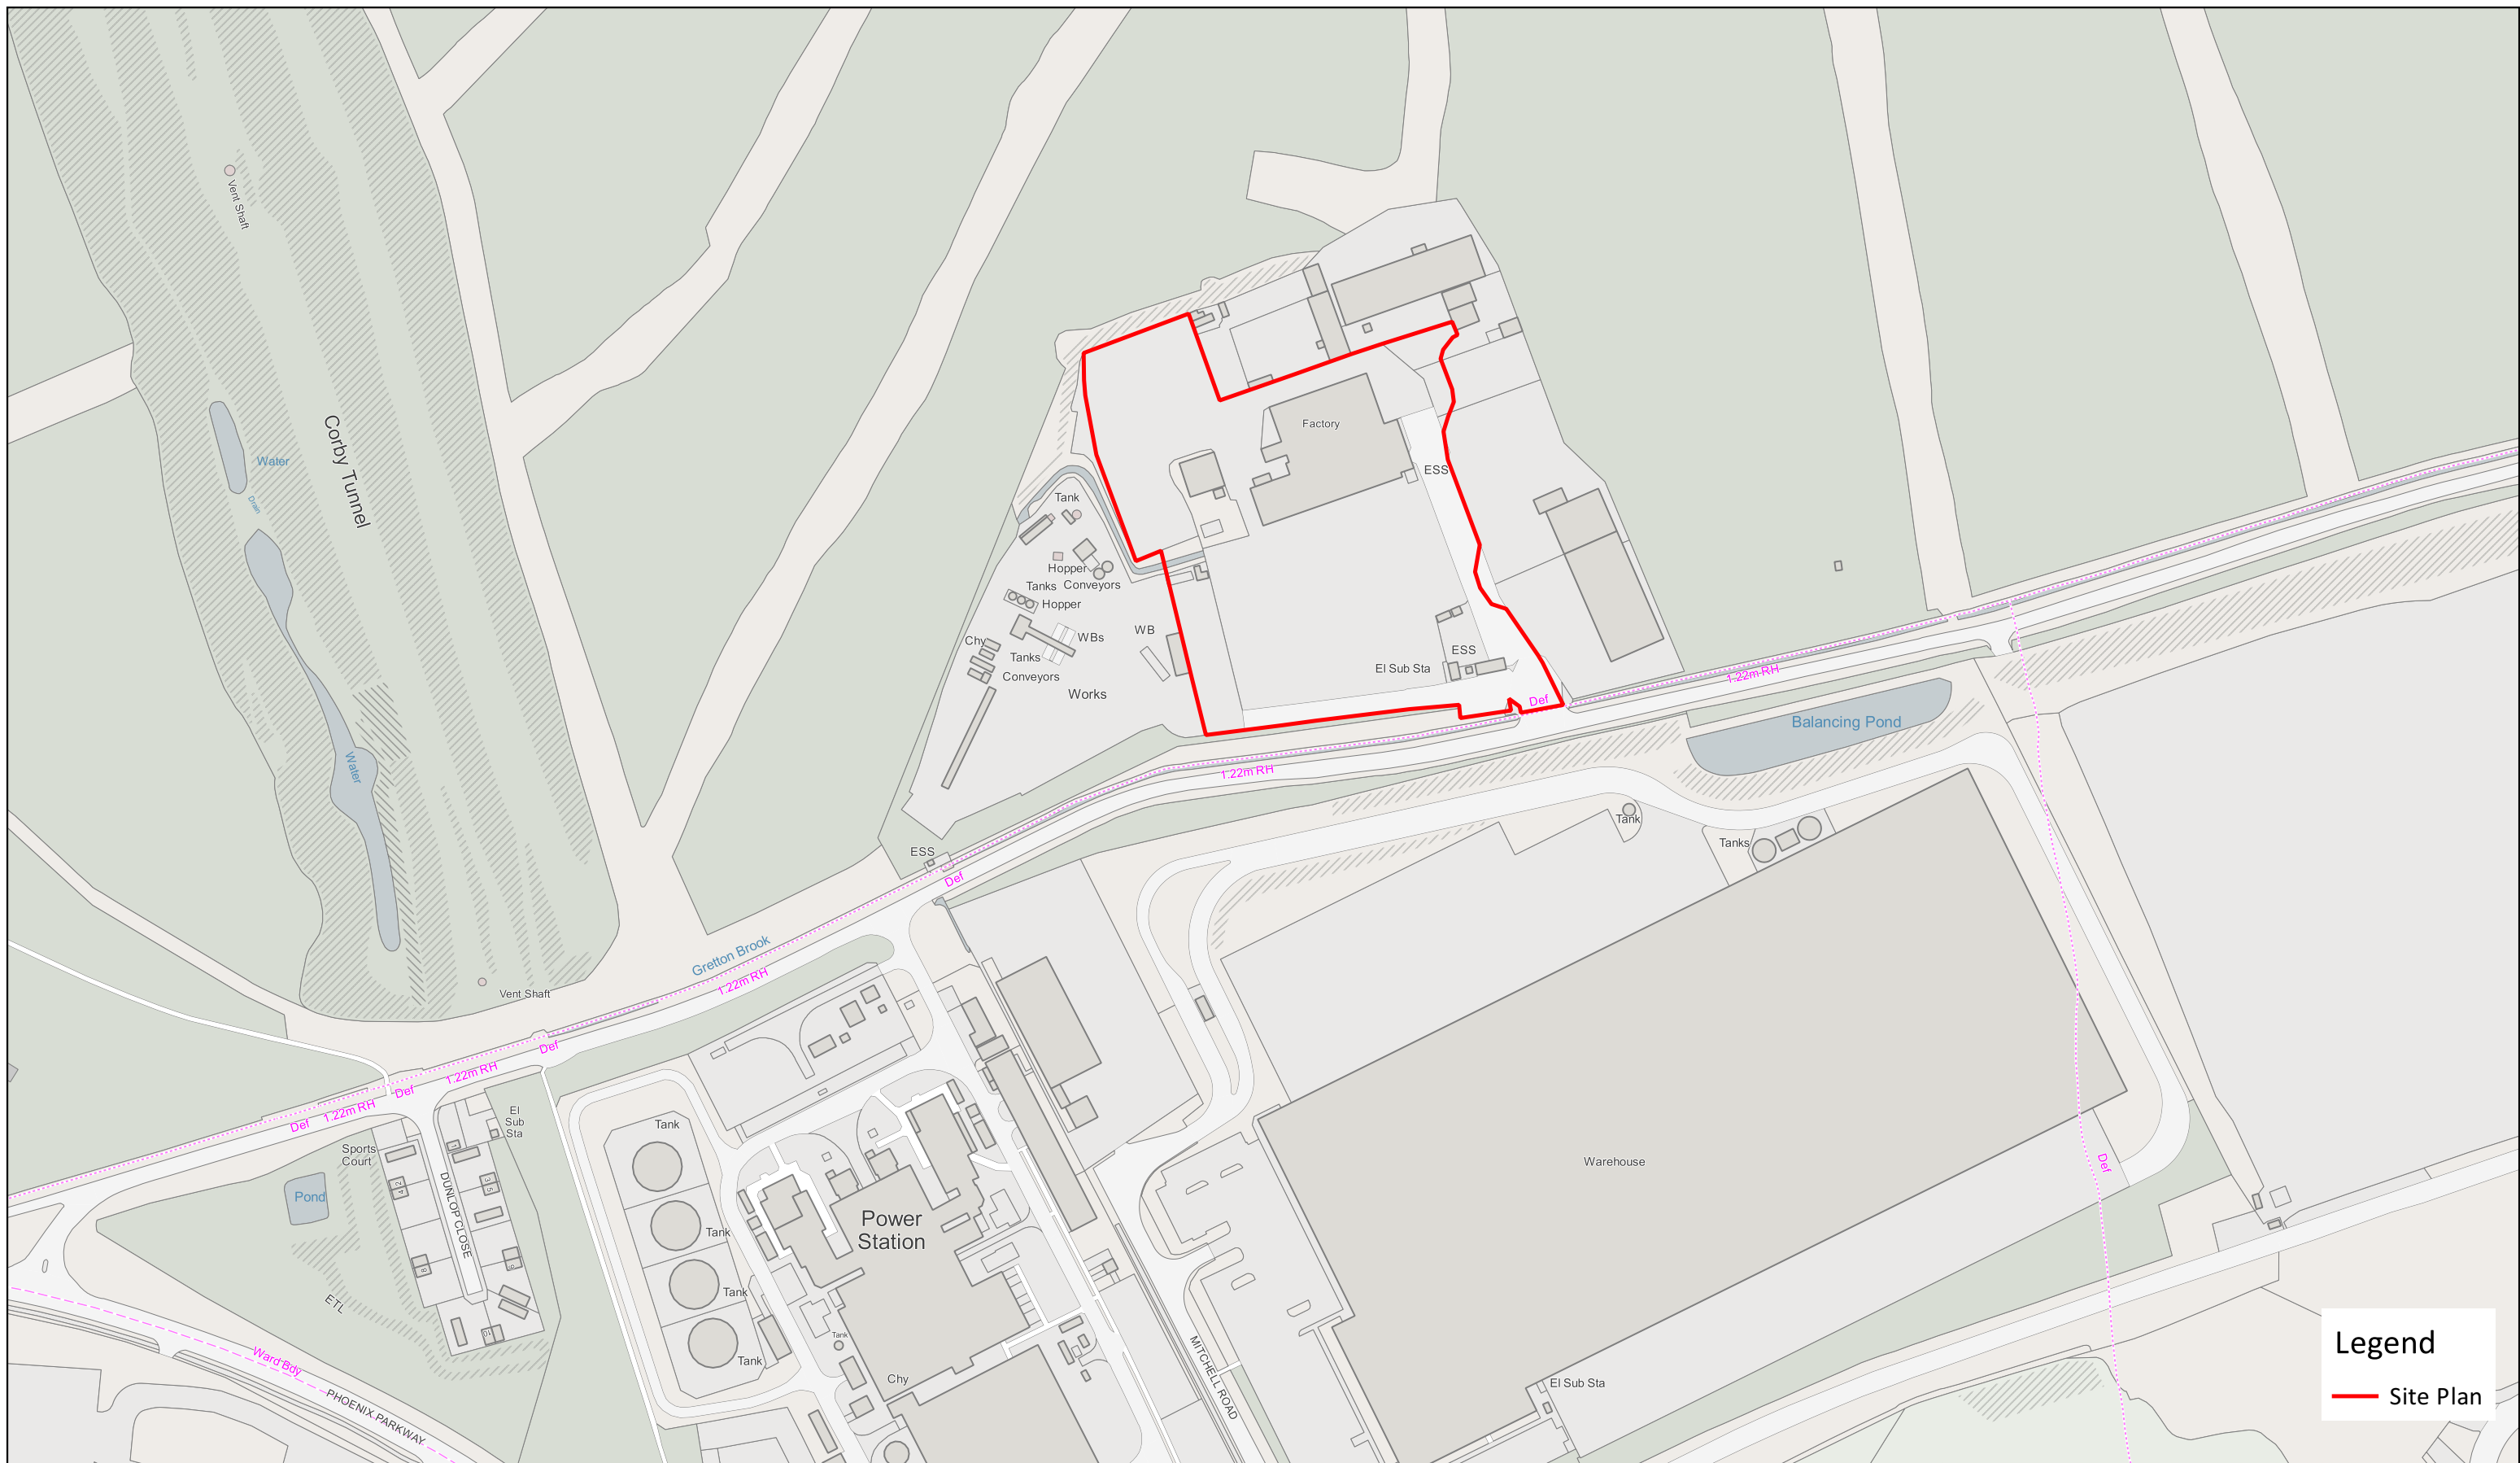 Vent Shaft
Corby Tunnel
Water
Drain
Water
Vent Shaft
Factory
ESS
Tank
Hopper
Tanks
Conveyors
Hopper
WBs
WB
Chy
Tanks
Conveyors
Works
ESS
El Sub Sta
Def
1.22m RH
1.22m RH
Balancing Pond
Tank
Tanks
ESS
Def
Gretton Brook
1.22m RH
Def
1.22m RH
Def
1.22m RH
Def
El
Sub
Sta
Sports
Court
Pond
DUNLOP CLOSE
ETL
Ward Bdy
PHOENIX PARKWAY
Tank
Tank
Tank
Tank
Tank
Power
Station
Chy
MITCHELL ROAD
Warehouse
Def
El Sub Sta
8
10
Legend
Site Plan